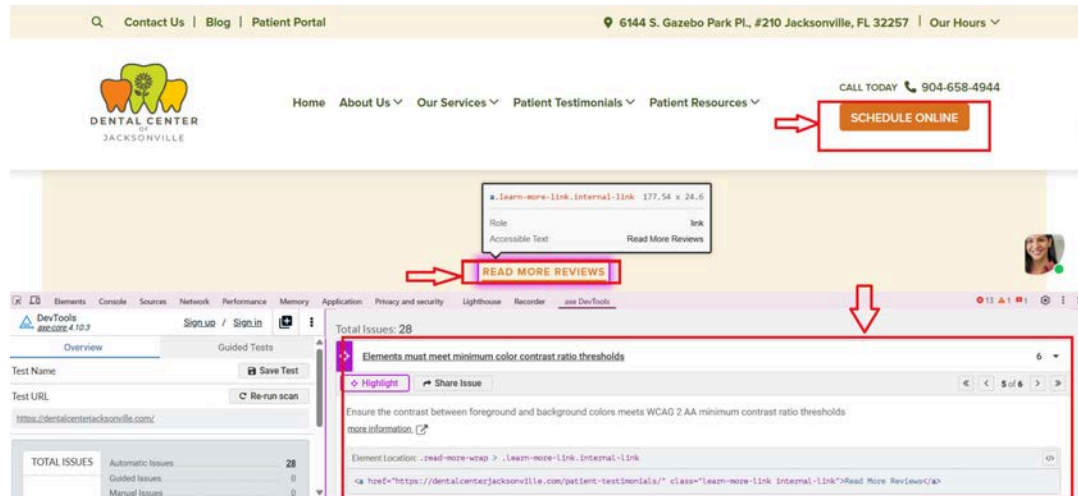 Contact Us | Blog | Patient Portal
6144 S. Gazebo Park Pl., #210 Jacksonville, FL 32257 | Our Hours
DENTAL CENTER
OF
JACKSONVILLE
Home About Us Our Services Patient Testimonials Patient Resources
CALL TODAY 904-658-4944
SCHEDULE ONLINE
a.learn-more-link.internal-link 177.54 x 24.6
Role link
Accessible Text Read More Reviews
READ MORE REVIEWS
Elements Console Sources Network Performance Memory Application Privacy and security Lighthouse Recorder axe DevTools 13 1 1
DevTools
axe-core 4.10.3
Sign up / Sign in
Overview Guided Tests
Test Name Save Test
Test URL Re-run scan
https://dentalcenterjacksonville.com/
TOTAL ISSUES
Automatic Issues 28
Guided Issues 0
Manual Issues 0
Total Issues: 28
Elements must meet minimum color contrast ratio thresholds 6
Highlight Share Issue 5 of 6
Ensure the contrast between foreground and background colors meets WCAG 2 AA minimum contrast ratio thresholds
more information
Element Location: .read-more-wrap > .learn-more-link.internal-link
<a href="https://dentalcenterjacksonville.com/patient-testimonials/" class="learn-more-link internal-link">Read More Reviews</a>